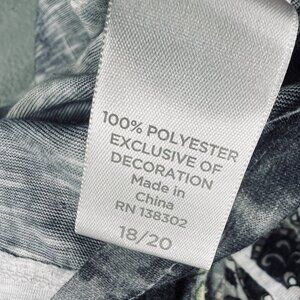 100% POLYESTER
EXCLUSIVE OF
DECORATION
Made in
China
RN 138302
18/20